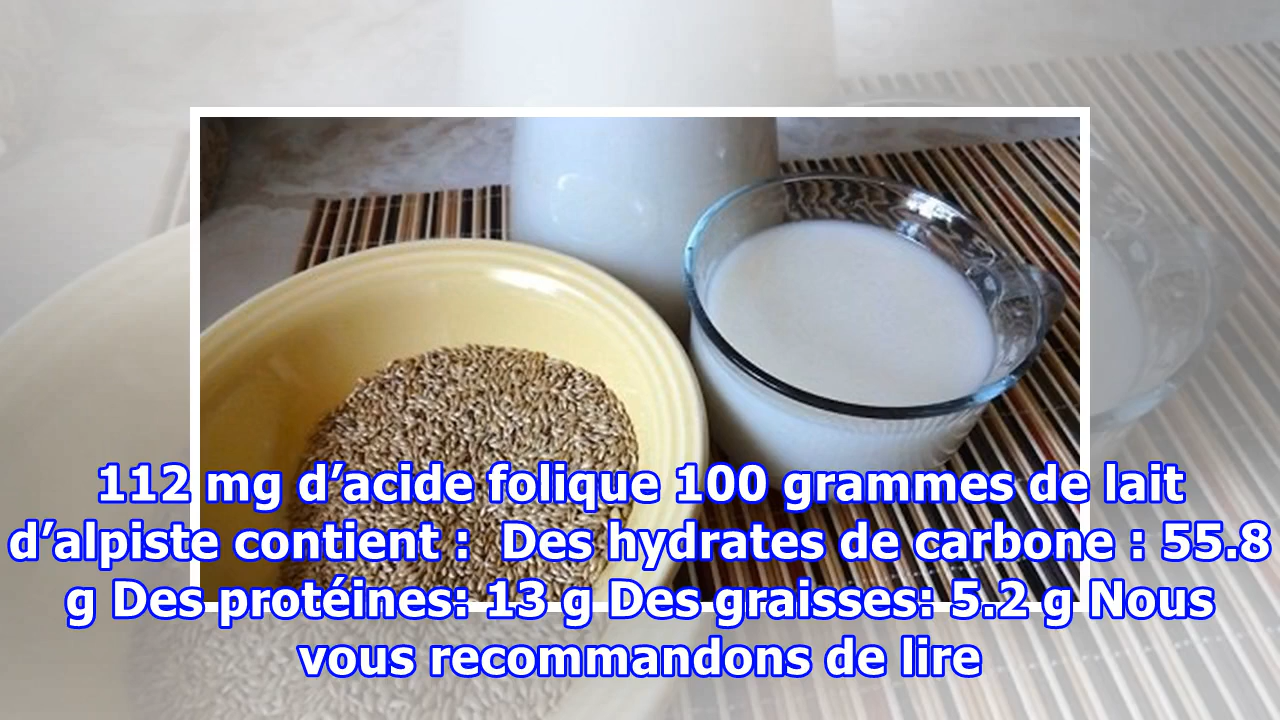 112 mg d’acide folique 100 grammes de lait
d’alpiste contient :  Des hydrates de carbone : 55.8
g Des protéines: 13 g Des graisses: 5.2 g Nous
vous recommandons de lire